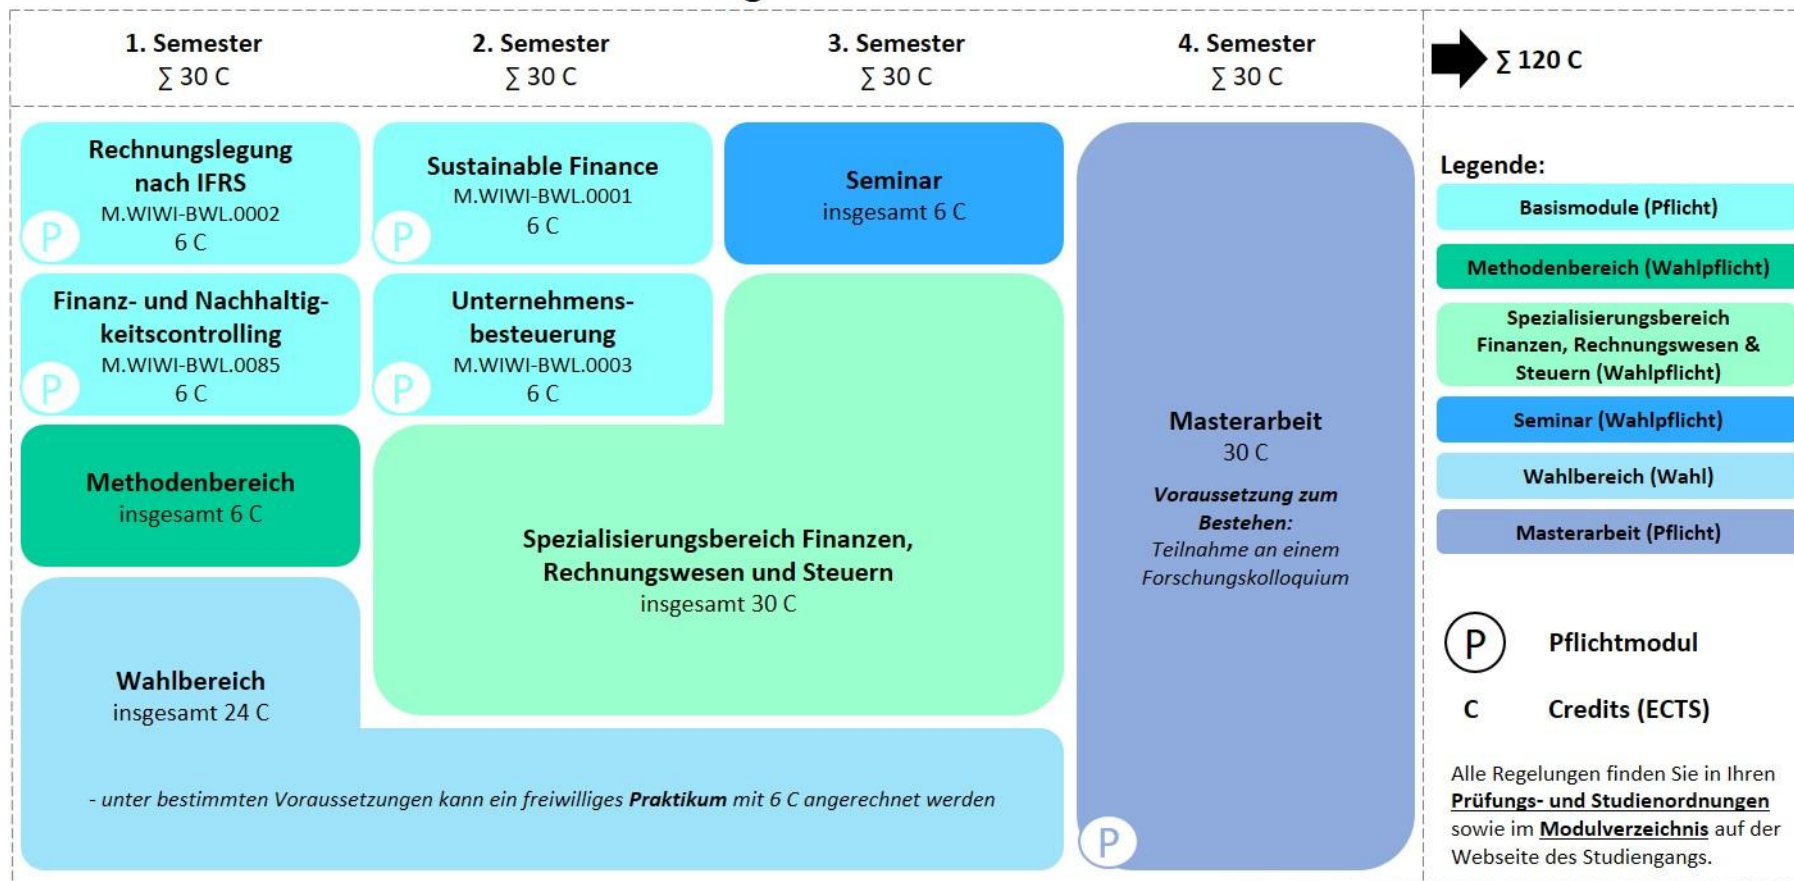 1. Semester
∑ 30 C
2. Semester
∑ 30 C
3. Semester
∑ 30 C
4. Semester
∑ 30 C
∑ 120 C
Rechnungslegung
nach IFRS
M.WIWI-BWL.0002
6 C
P
Sustainable Finance
M.WIWI-BWL.0001
6 C
P
Seminar
insgesamt 6 C
Finanz- und Nachhaltig-
keitscontrolling
M.WIWI-BWL.0085
6 C
P
Unternehmens-
besteuerung
M.WIWI-BWL.0003
6 C
P
Methodenbereich
insgesamt 6 C
Spezialisierungsbereich Finanzen,
Rechnungswesen und Steuern
insgesamt 30 C
Wahlbereich
insgesamt 24 C
- unter bestimmten Voraussetzungen kann ein freiwilliges Praktikum mit 6 C angerechnet werden
Masterarbeit
30 C
Voraussetzung zum
Bestehen:
Teilnahme an einem
Forschungskolloquium
P
Legende:
Basismodule (Pflicht)
Methodenbereich (Wahlpflicht)
Spezialisierungsbereich
Finanzen, Rechnungswesen &
Steuern (Wahlpflicht)
Seminar (Wahlpflicht)
Wahlbereich (Wahl)
Masterarbeit (Pflicht)
P Pflichtmodul
C Credits (ECTS)
Alle Regelungen finden Sie in Ihren
Prüfungs- und Studienordnungen
sowie im Modulverzeichnis auf der
Webseite des Studiengangs.